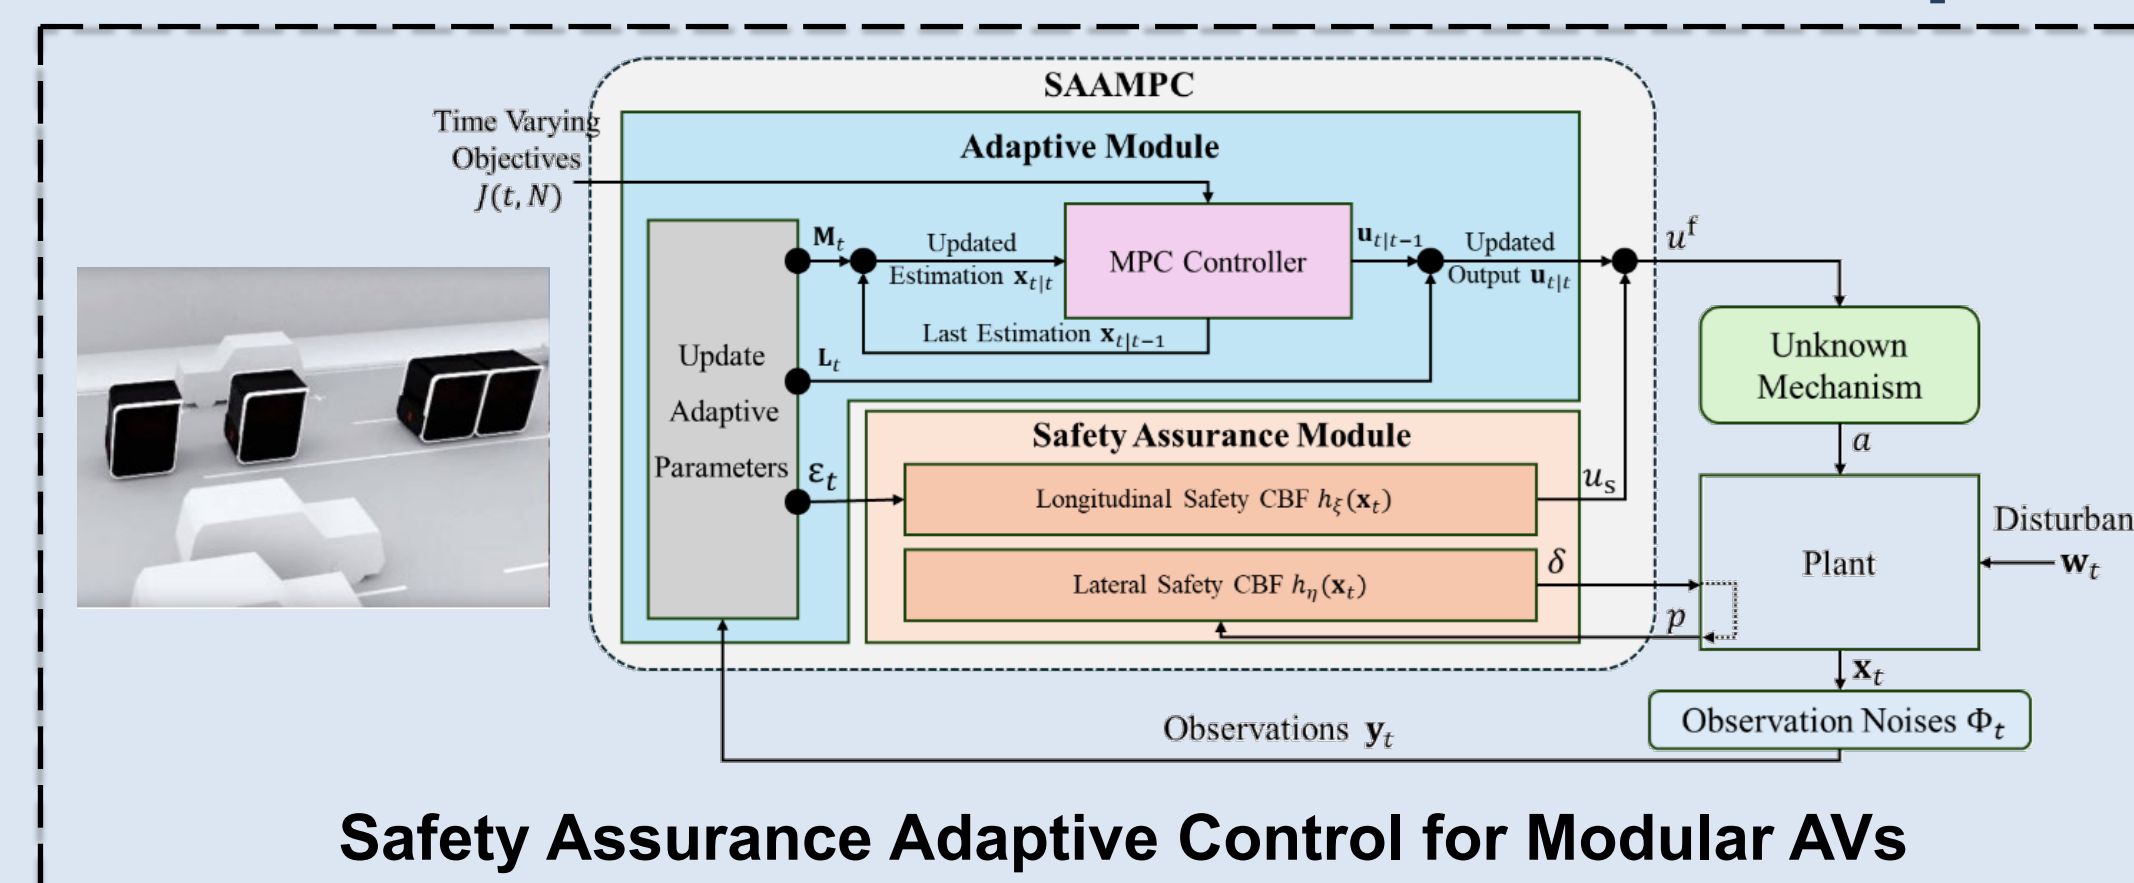 SAAMPC
Time Varying
Objectives
J(t, N)
Adaptive Module
M_t
Updated
Estimation x_{t|t}
MPC Controller
u_{t|t−1}
Updated
Output u_{t|t}
u^f
Last Estimation x_{t|t−1}
L_t
Update
Adaptive
Parameters
ε_t
Unknown
Mechanism
a
Safety Assurance Module
Longitudinal Safety CBF h_ξ(x_t)
u_s
Lateral Safety CBF h_η(x_t)
δ
p
Plant
Disturban
w_t
x_t
Observation Noises Φ_t
Observations y_t
Safety Assurance Adaptive Control for Modular AVs